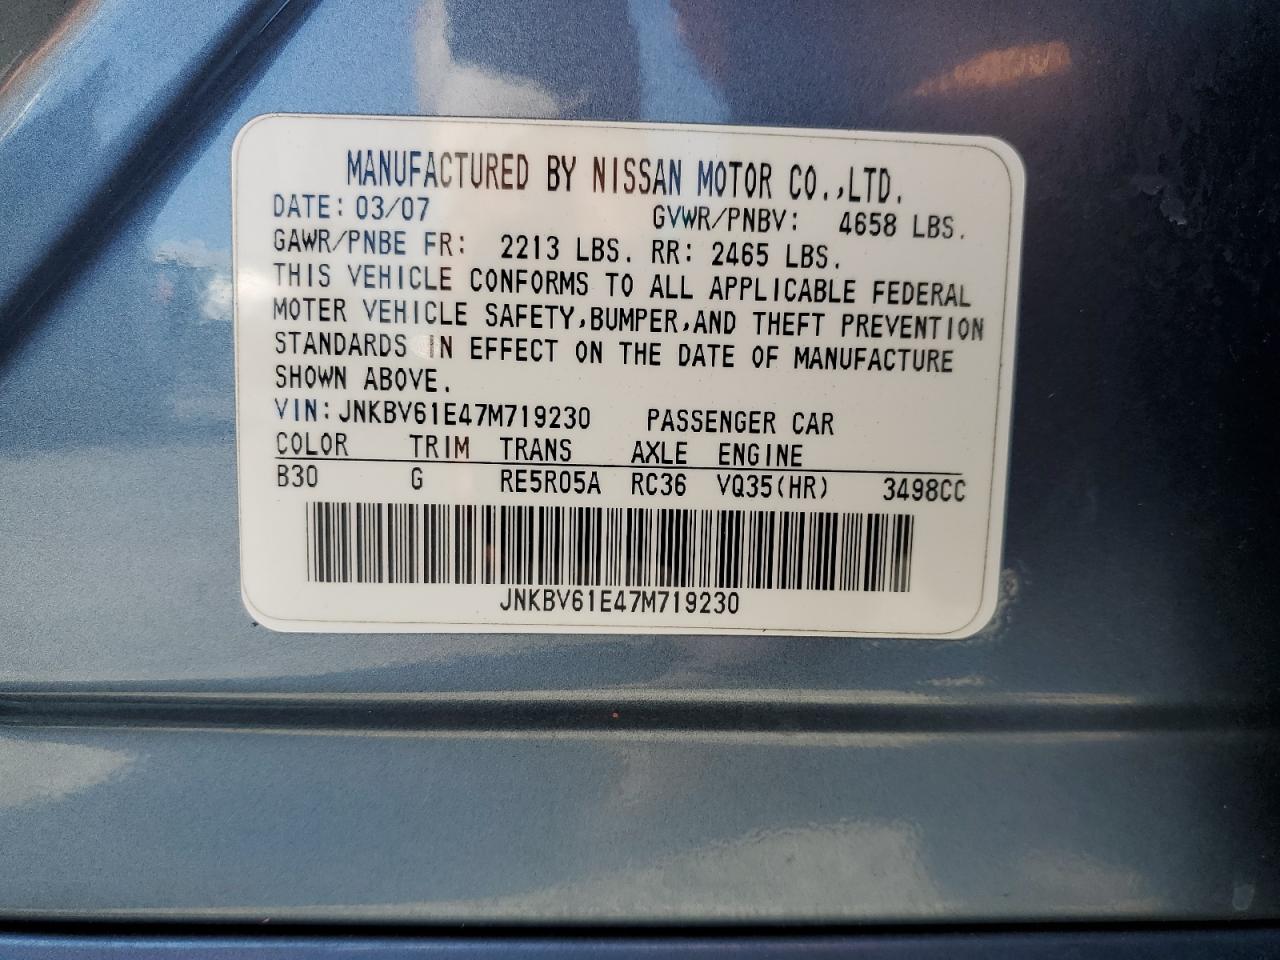 MANUFACTURED BY NISSAN MOTOR CO.,LTD.
DATE: 03/07 GVWR/PNBV: 4658 LBS.
GAWR/PNBE FR: 2213 LBS. RR: 2465 LBS.
THIS VEHICLE CONFORMS TO ALL APPLICABLE FEDERAL
MOTER VEHICLE SAFETY,BUMPER,AND THEFT PREVENTION
STANDARDS IN EFFECT ON THE DATE OF MANUFACTURE
SHOWN ABOVE.
VIN: JNKBV61E47M719230 PASSENGER CAR
COLOR TRIM TRANS AXLE ENGINE
B30 G RE5R05A RC36 VQ35(HR) 3498CC
JNKBV61E47M719230